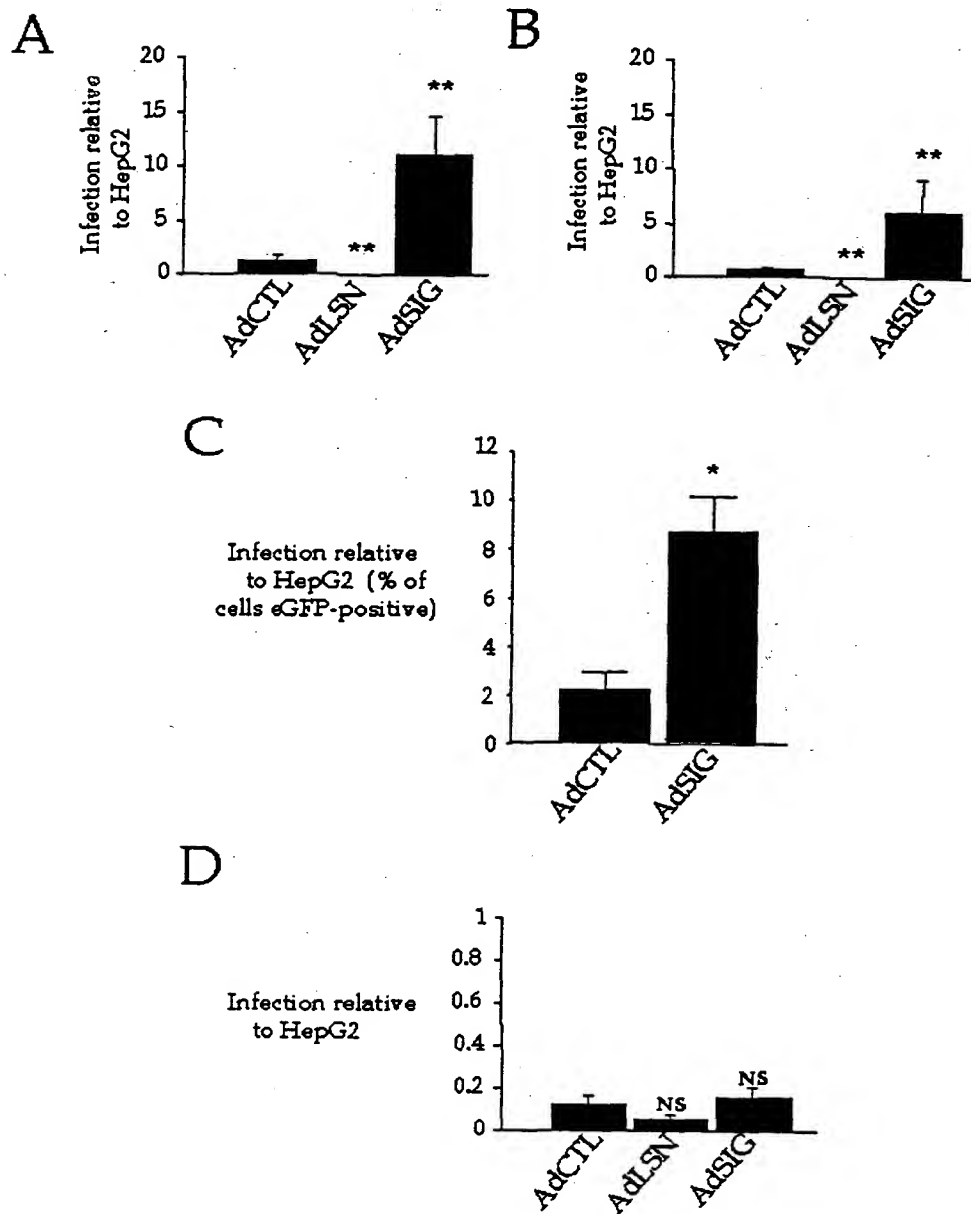 A
Infection relative
to HepG2
20
15
10
5
0
**
**
AdCTL
AdLSN
AdSIG
B
Infection relative
to HepG2
20
15
10
5
0
**
**
AdCTL
AdLSN
AdSIG
C
Infection relative
to HepG2 (% of
cells eGFP-positive)
12
10
8
6
4
2
0
*
AdCTL
AdSIG
D
Infection relative
to HepG2
1
0.8
0.6
0.4
0.2
0
NS
NS
AdCTL
AdLSN
AdSIG